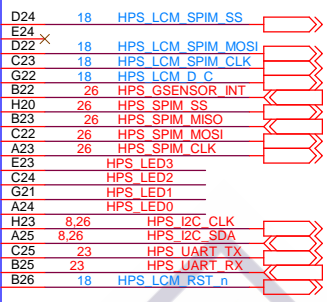 D24 18 HPS_LCM_SPIM_SS
E24
D22 18 HPS_LCM_SPIM_MOSI
C23 18 HPS_LCM_SPIM_CLK
G22 18 HPS_LCM_D_C
B22 26 HPS_GSENSOR_INT
H20 26 HPS_SPIM_SS
B23 26 HPS_SPIM_MISO
C22 26 HPS_SPIM_MOSI
A23 26 HPS_SPIM_CLK
E23 HPS_LED3
C24 HPS_LED2
G21 HPS_LED1
A24 HPS_LED0
H23 8,26 HPS_I2C_CLK
A25 8,26 HPS_I2C_SDA
C25 23 HPS_UART_TX
B25 23 HPS_UART_RX
B26 18 HPS_LCM_RST_n